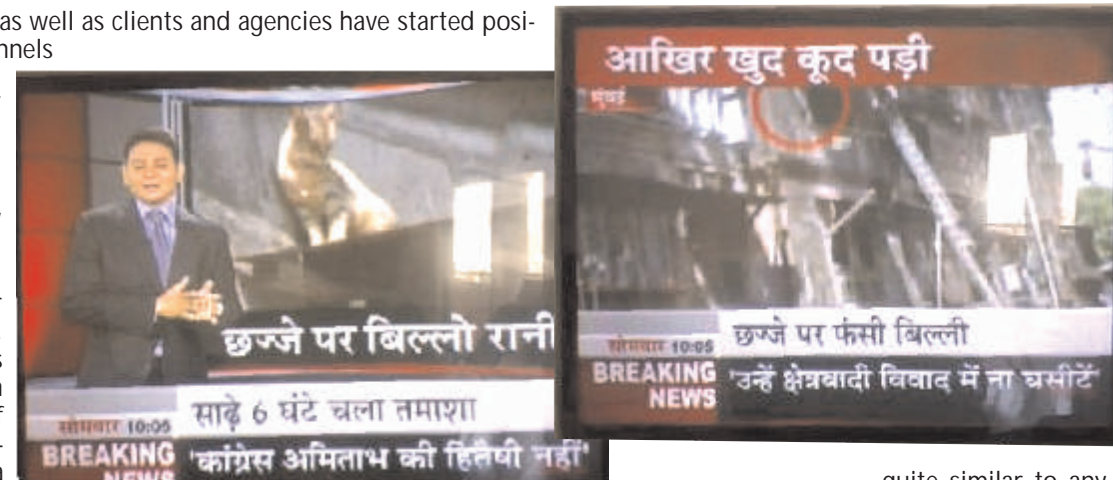 as well as clients and agencies have started posi-
nnels
छज्जे पर बिल्लो रानी
साढ़े 6 घंटे चला तमाशा
सोमवार 10:05
BREAKING NEWS
'कांग्रेस अमिताभ की हितैषी नहीं'
आखिर खुद कूद पड़ी
मुंबई
छज्जे पर फंसी बिल्ली
सोमवार 10:05
BREAKING NEWS
'उन्हें क्षेत्रवादी विवाद में ना घसीटें'
quite similar to any